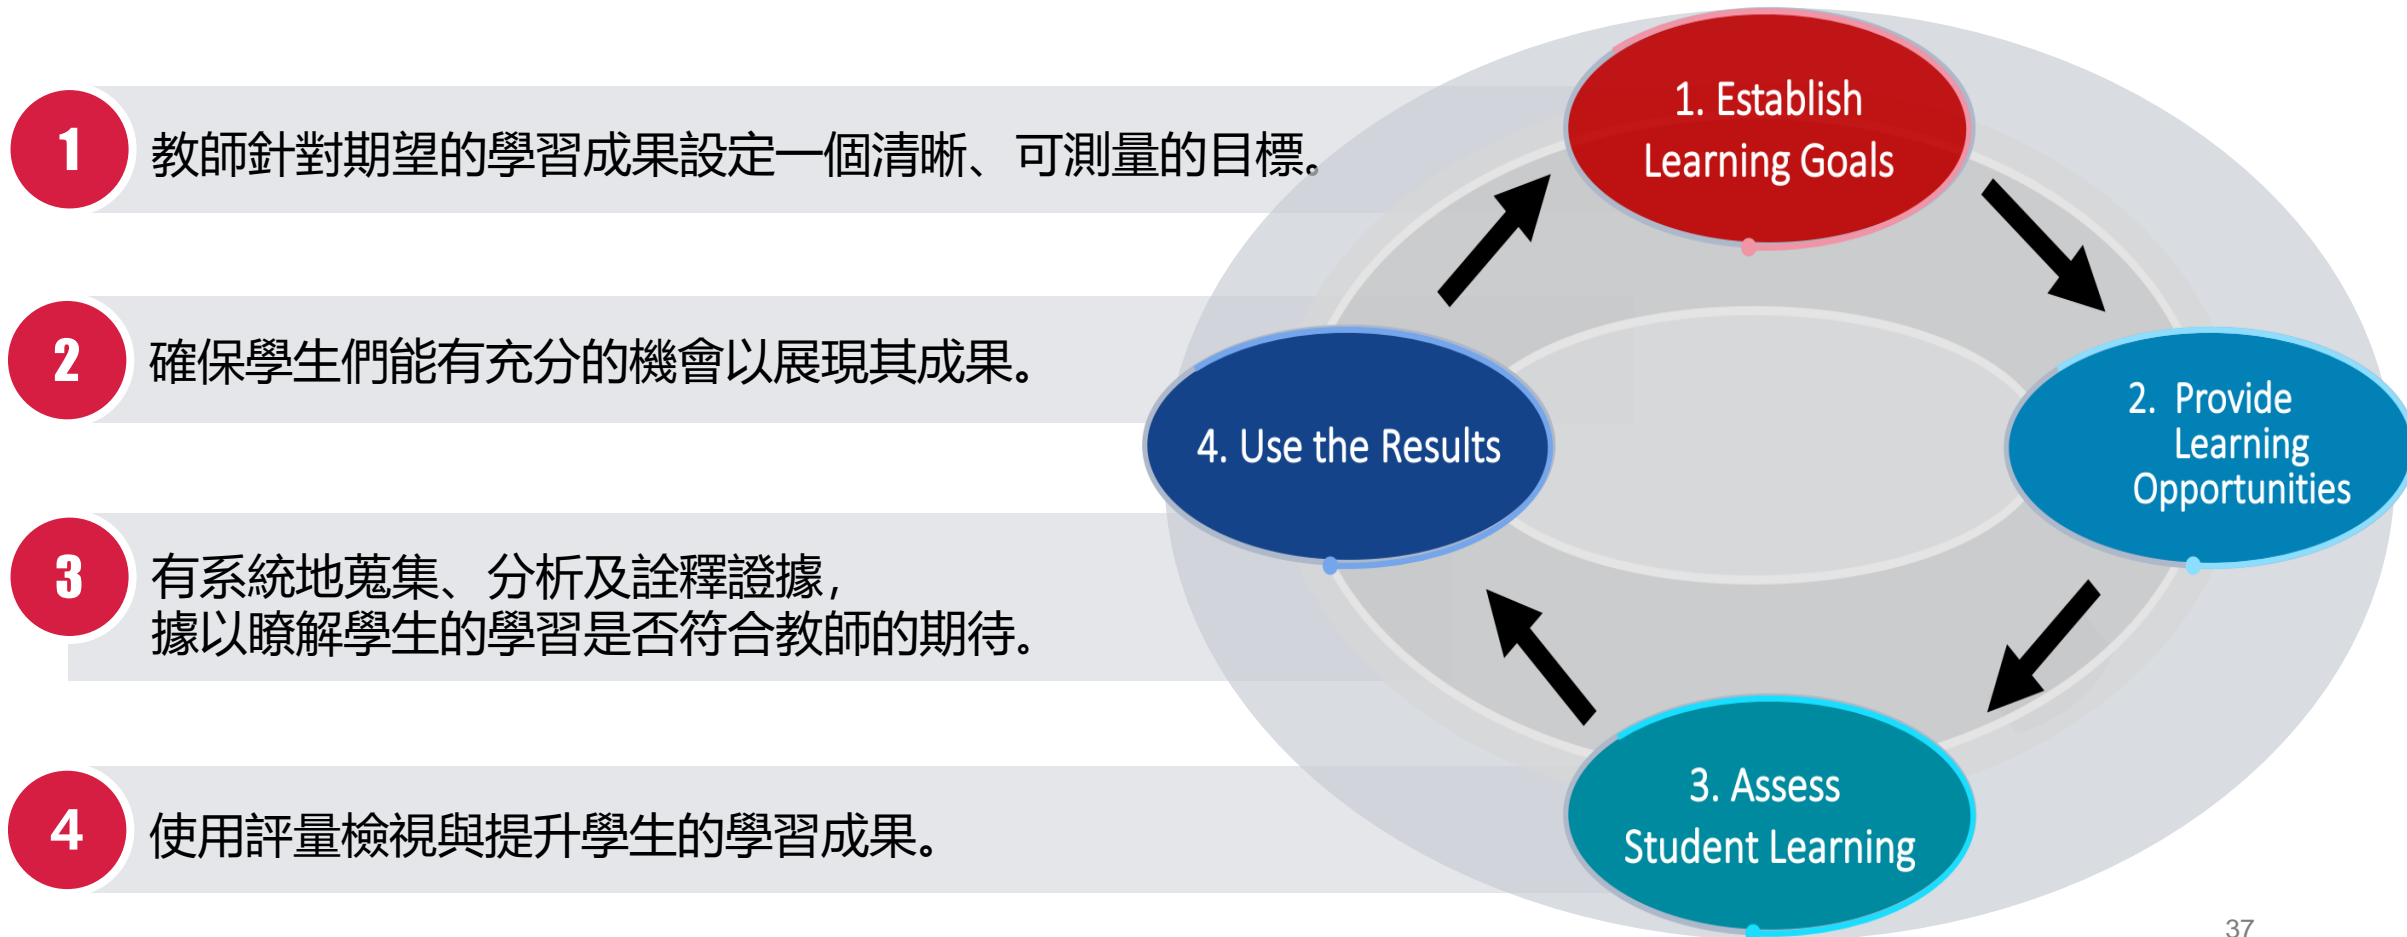 1
教師針對期望的學習成果設定一個清晰、可測量的目標。
2
確保學生們能有充分的機會以展現其成果。
3
有系統地蒐集、分析及詮釋證據，
據以瞭解學生的學習是否符合教師的期待。
4
使用評量檢視與提升學生的學習成果。
1. Establish
Learning Goals
2. Provide
Learning
Opportunities
3. Assess
Student Learning
4. Use the Results
37